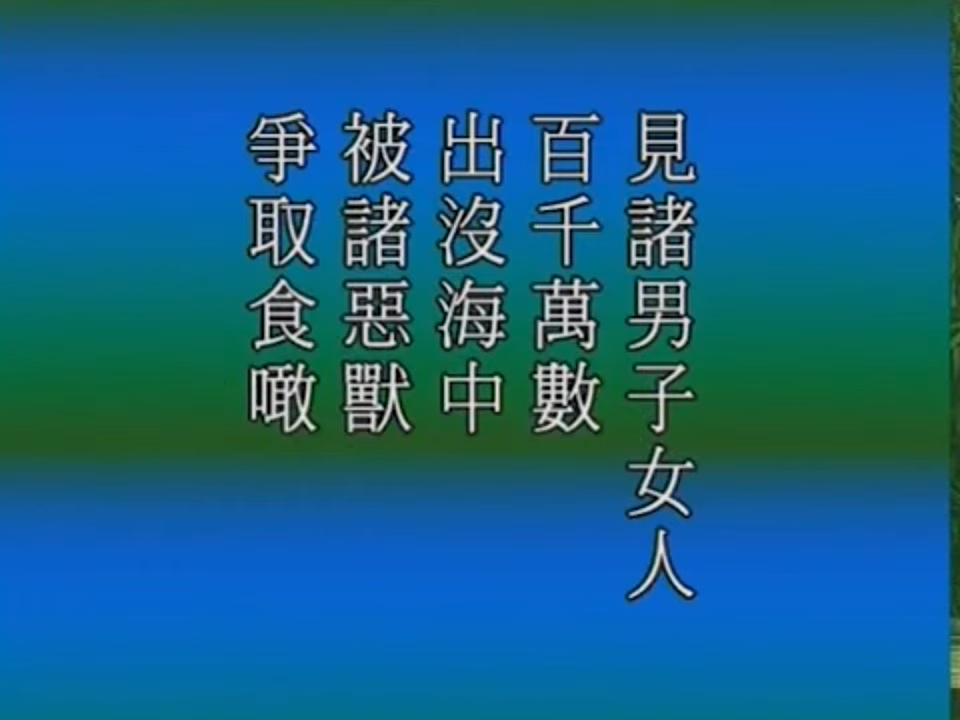 見諸男子女人
百千萬數
出沒海中
被諸惡獸
爭取食噉